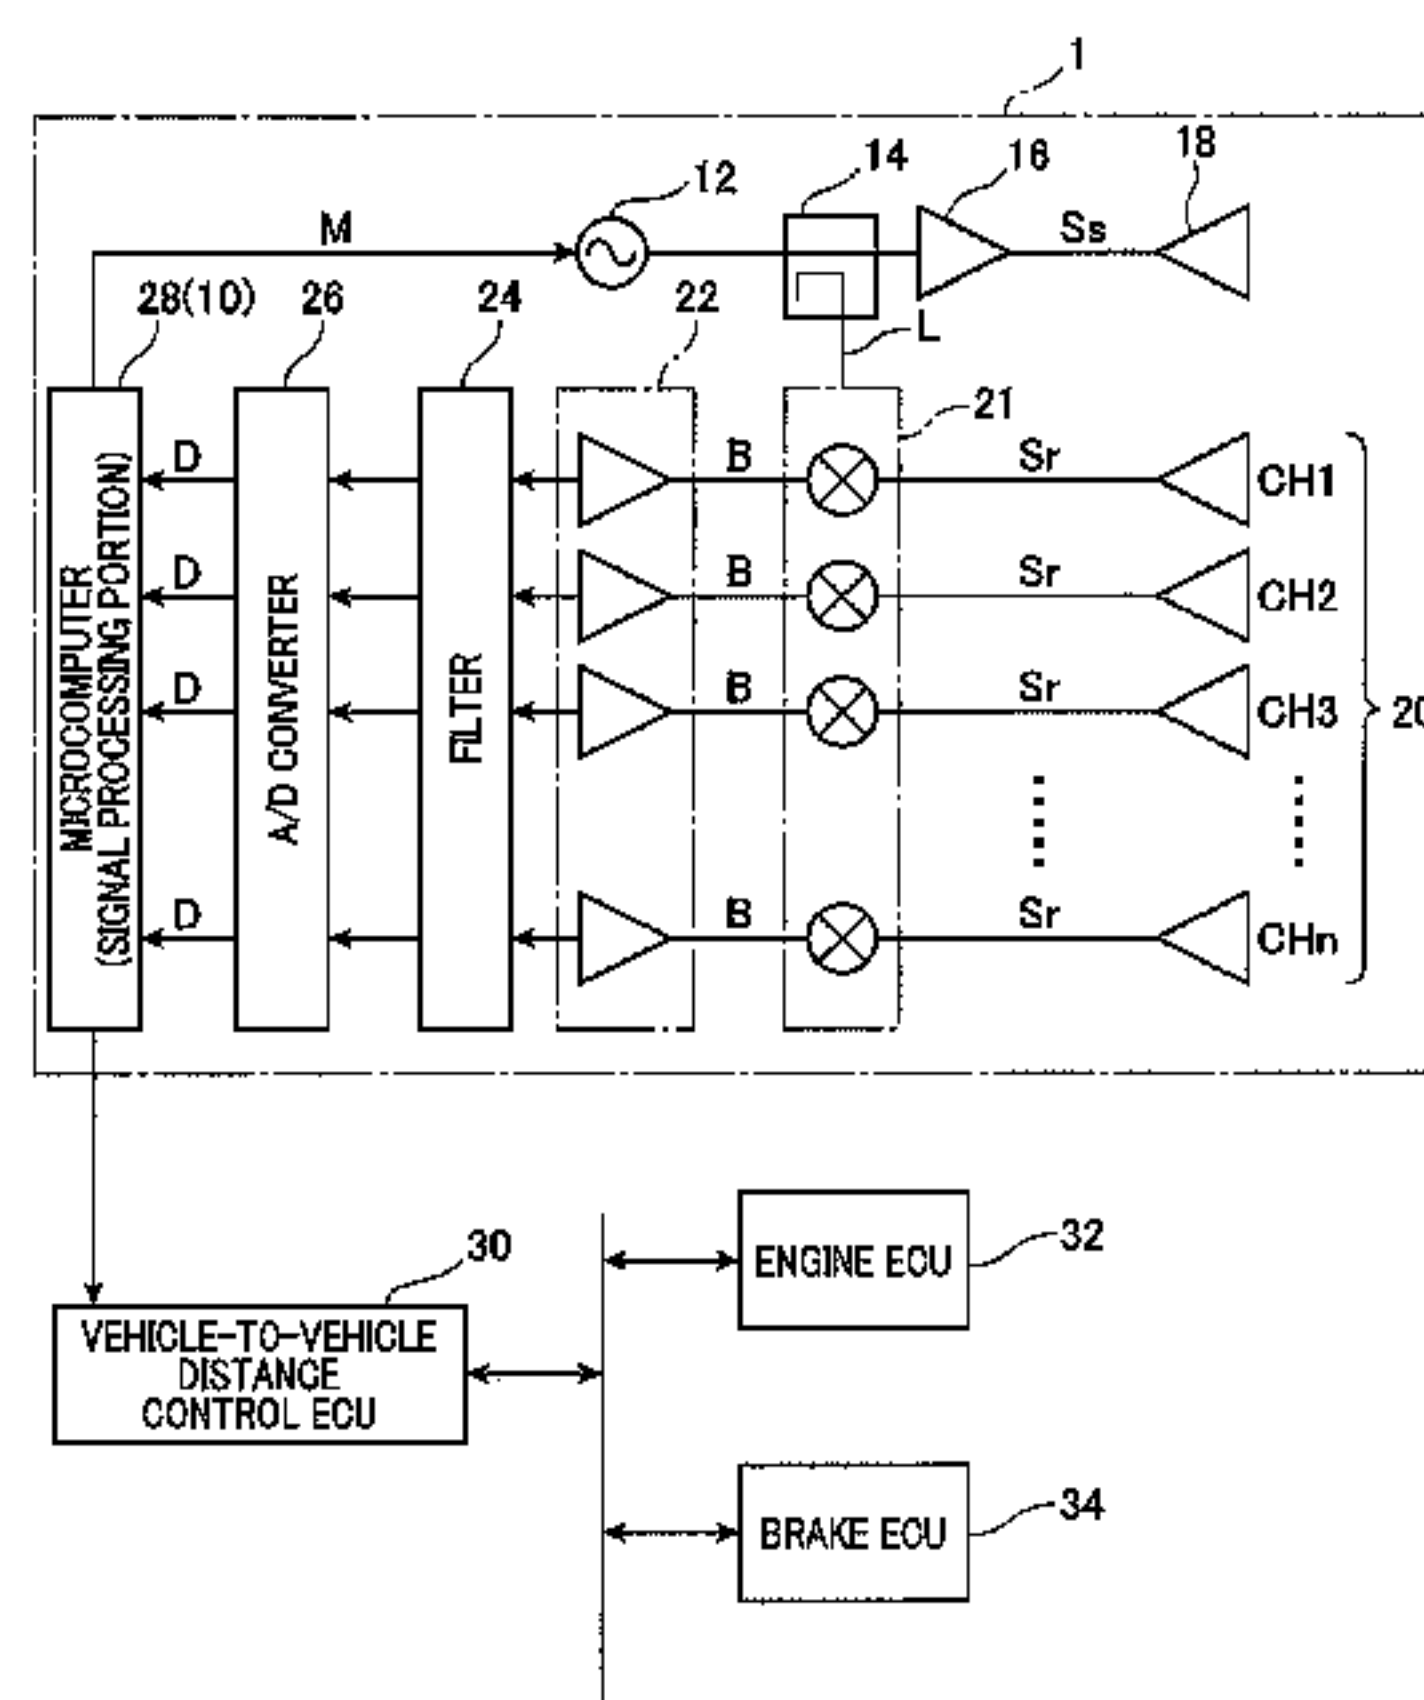 1
12
14
16
18
M
Ss
28(10)
26
24
22
L
21
D
B
Sr
CH1
D
B
Sr
CH2
D
B
Sr
CH3
20
D
B
Sr
CHn
MICROCOMPUTER
(SIGNAL PROCESSING PORTION)
A/D CONVERTER
FILTER
30
VEHICLE-TO-VEHICLE
DISTANCE
CONTROL ECU
ENGINE ECU
32
BRAKE ECU
34